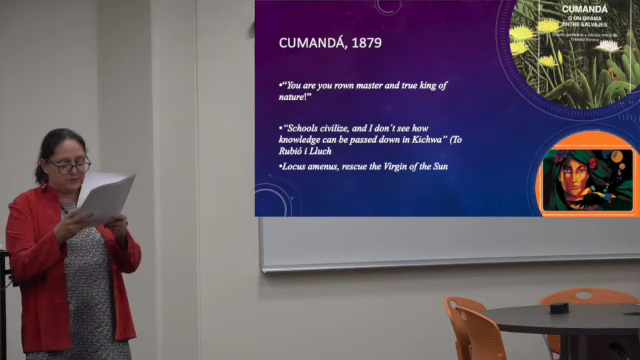 CUMANDÁ, 1879
•"You are you rown master and true king of
nature!"
•"Schools civilize, and I don´t see how
knowledge can be passed down in Kichwa" (To
Rubió i Lluch
•Locus amenus, rescue the Virgin of the Sun
CUMANDÁ
O UN DRAMA
ENTRE SALVAJES